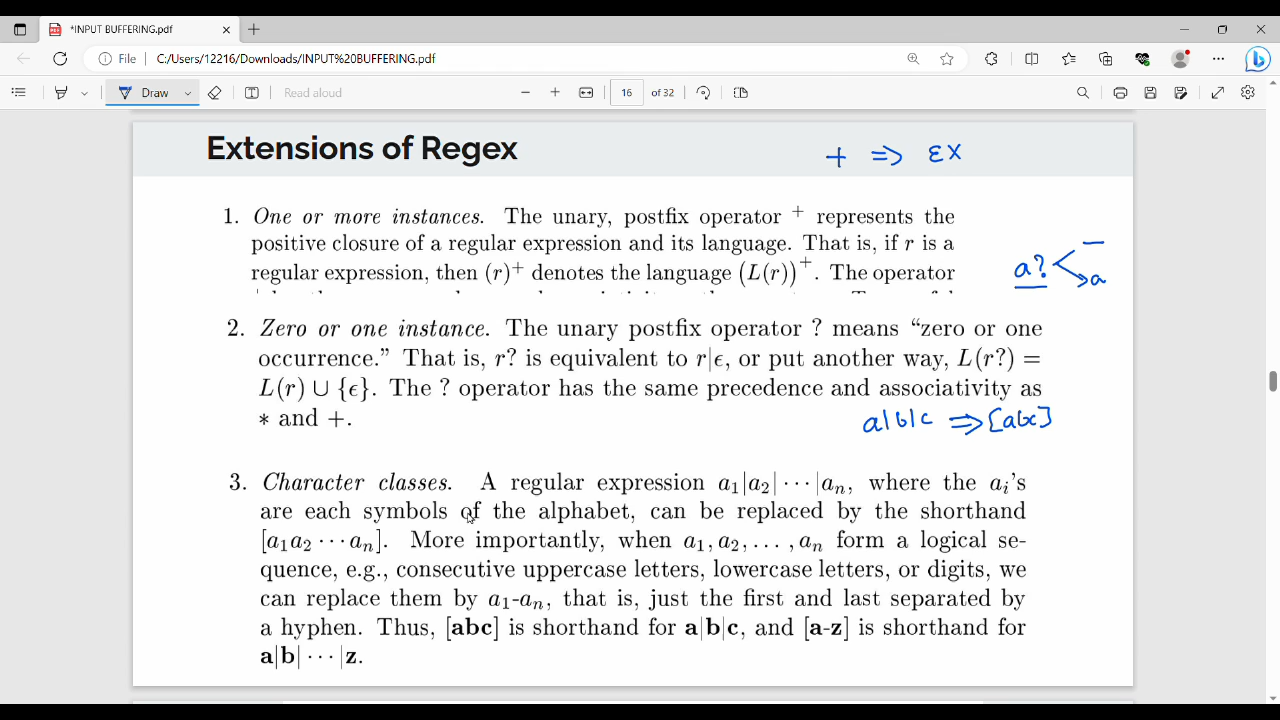 *INPUT BUFFERING.pdf
File | C:/Users/12216/Downloads/INPUT%20BUFFERING.pdf
Draw
Read aloud
16 of 32
Extensions of Regex
+ ⇒ εX
1. One or more instances. The unary, postfix operator + represents the
positive closure of a regular expression and its language. That is, if r is a
regular expression, then (r)⁺ denotes the language (L(r))⁺. The operator
a? a
2. Zero or one instance. The unary postfix operator ? means “zero or one
occurrence.” That is, r? is equivalent to r|ϵ, or put another way, L(r?) =
L(r) ∪ {ϵ}. The ? operator has the same precedence and associativity as
* and +.
a|b|c ⇒ [abc]
3. Character classes. A regular expression a₁|a₂| ··· |aₙ, where the aᵢ's
are each symbols of the alphabet, can be replaced by the shorthand
[a₁a₂ ··· aₙ]. More importantly, when a₁, a₂, . . . , aₙ form a logical se-
quence, e.g., consecutive uppercase letters, lowercase letters, or digits, we
can replace them by a₁-aₙ, that is, just the first and last separated by
a hyphen. Thus, [abc] is shorthand for a|b|c, and [a-z] is shorthand for
a|b| ··· |z.